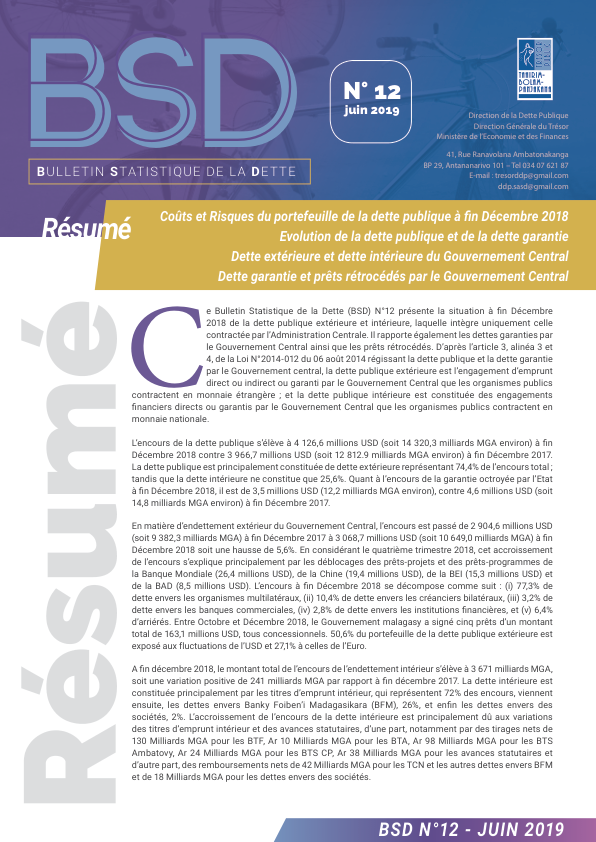 BSD
BULLETIN STATISTIQUE DE LA DETTE
N° 12
juin 2019
TRÉSOR PUBLIC
TAHIRIM-
BOLAM-
PANJAKANA
Direction de la Dette Publique
Direction Générale du Trésor
Ministère de l'Economie et des Finances
41, Rue Ranavolana Ambatonakanga
BP 29, Antananarivo 101 – Tel 034 07 621 87
E-mail : tresorddp@gmail.com
ddp.sasd@gmail.com
Résumé
Coûts et Risques du portefeuille de la dette publique à fin Décembre 2018
Evolution de la dette publique et de la dette garantie
Dette extérieure et dette intérieure du Gouvernement Central
Dette garantie et prêts rétrocédés par le Gouvernement Central
Résumé
Ce Bulletin Statistique de la Dette (BSD) N°12 présente la situation à fin Décembre
2018 de la dette publique extérieure et intérieure, laquelle intègre uniquement celle
contractée par l'Administration Centrale. Il rapporte également les dettes garanties par
le Gouvernement Central ainsi que les prêts rétrocédés. D'après l'article 3, alinéa 3 et
4, de la Loi N°2014-012 du 06 août 2014 régissant la dette publique et la dette garantie
par le Gouvernement central, la dette publique extérieure est l'engagement d'emprunt
direct ou indirect ou garanti par le Gouvernement Central que les organismes publics
contractent en monnaie étrangère ; et la dette publique intérieure est constituée des engagements
financiers directs ou garantis par le Gouvernement Central que les organismes publics contractent en
monnaie nationale.
L'encours de la dette publique s'élève à 4 126,6 millions USD (soit 14 320,3 milliards MGA environ) à fin
Décembre 2018 contre 3 966,7 millions USD (soit 12 812.9 milliards MGA environ) à fin Décembre 2017.
La dette publique est principalement constituée de dette extérieure représentant 74,4% de l'encours total ;
tandis que la dette intérieure ne constitue que 25,6%. Quant à l'encours de la garantie octroyée par l'Etat
à fin Décembre 2018, il est de 3,5 millions USD (12,2 milliards MGA environ), contre 4,6 millions USD (soit
14,8 milliards MGA environ) à fin Décembre 2017.
En matière d'endettement extérieur du Gouvernement Central, l'encours est passé de 2 904,6 millions USD
(soit 9 382,3 milliards MGA) à fin Décembre 2017 à 3 068,7 millions USD (soit 10 649,0 milliards MGA) à fin
Décembre 2018 soit une hausse de 5,6%. En considérant le quatrième trimestre 2018, cet accroissement
de l'encours s'explique principalement par les déblocages des prêts-projets et des prêts-programmes de
la Banque Mondiale (26,4 millions USD), de la Chine (19,4 millions USD), de la BEI (15,3 millions USD) et
de la BAD (8,5 millions USD). L'encours à fin Décembre 2018 se décompose comme suit : (i) 77,3% de
dette envers les organismes multilatéraux, (ii) 10,4% de dette envers les créanciers bilatéraux, (iii) 3,2% de
dette envers les banques commerciales, (iv) 2,8% de dette envers les institutions financières, et (v) 6,4%
d'arriérés. Entre Octobre et Décembre 2018, le Gouvernement malagasy a signé cinq prêts d'un montant
total de 163,1 millions USD, tous concessionnels. 50,6% du portefeuille de la dette publique extérieure est
exposé aux fluctuations de l'USD et 27,1% à celles de l'Euro.
A fin décembre 2018, le montant total de l'encours de l'endettement intérieur s'élève à 3 671 milliards MGA,
soit une variation positive de 241 milliards MGA par rapport à fin décembre 2017. La dette intérieure est
constituée principalement par les titres d'emprunt intérieur, qui représentent 72% des encours, viennent
ensuite, les dettes envers Banky Foiben'i Madagasikara (BFM), 26%, et enfin les dettes envers des
sociétés, 2%. L'accroissement de l'encours de la dette intérieure est principalement dû aux variations
des titres d'emprunt intérieur et des avances statutaires, d'une part, notamment par des tirages nets de
130 Milliards MGA pour les BTF, Ar 10 Milliards MGA pour les BTA, Ar 98 Milliards MGA pour les BTS
Ambatovy, Ar 24 Milliards MGA pour les BTS CP, Ar 38 Milliards MGA pour les avances statutaires et
d'autre part, des remboursements nets de 42 Milliards MGA pour les TCN et les autres dettes envers BFM
et de 18 Milliards MGA pour les dettes envers des sociétés.
BSD N°12 - JUIN 2019